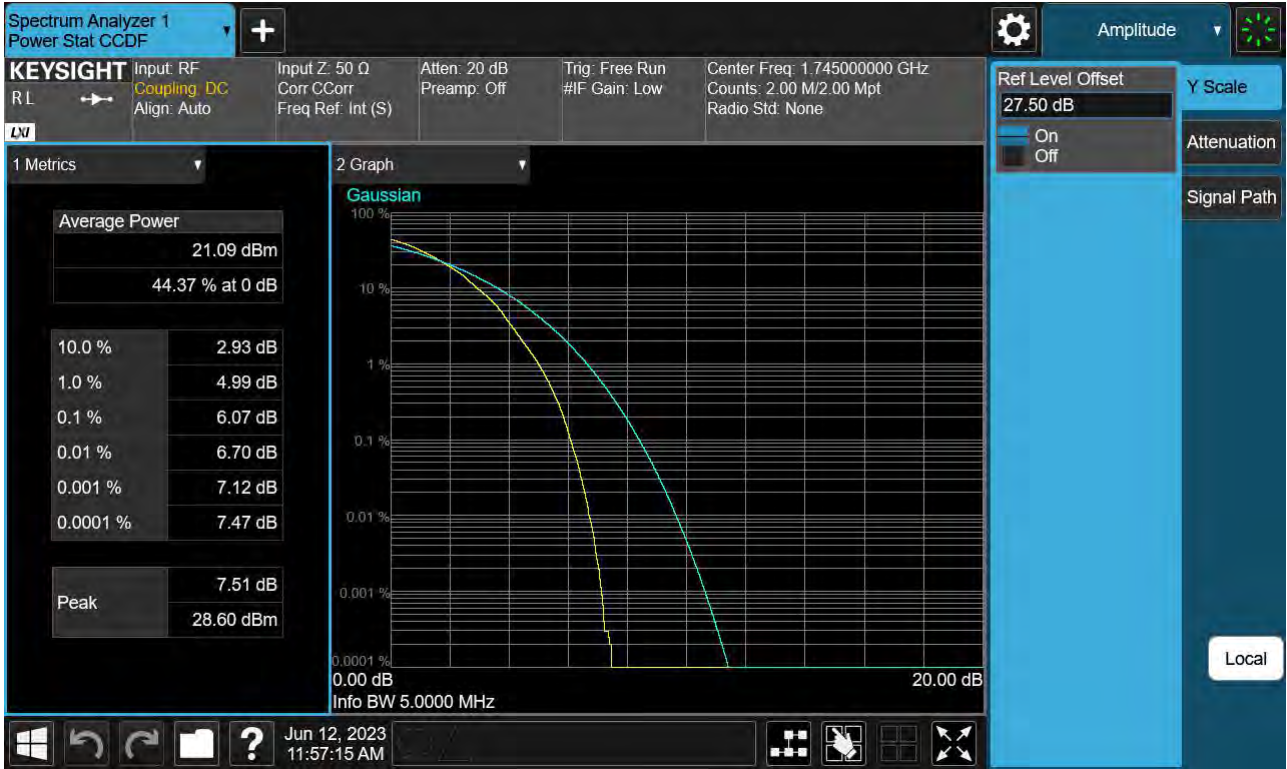 Spectrum Analyzer 1
Power Stat CCDF
+
Amplitude
KEYSIGHT
RL
LXI
Input: RF
Coupling: DC
Align: Auto
Input Z: 50 Ω
Corr CCorr
Freq Ref: Int (S)
Atten: 20 dB
Preamp: Off
Trig: Free Run
#IF Gain: Low
Center Freq: 1.745000000 GHz
Counts: 2.00 M/2.00 Mpt
Radio Std: None
Ref Level Offset
27.50 dB
On
Off
Y Scale
Attenuation
Signal Path
Local
1 Metrics
Average Power
21.09 dBm
44.37 % at 0 dB
10.0 % 2.93 dB
1.0 % 4.99 dB
0.1 % 6.07 dB
0.01 % 6.70 dB
0.001 % 7.12 dB
0.0001 % 7.47 dB
Peak
7.51 dB
28.60 dBm
2 Graph
Gaussian
100 %
10 %
1 %
0.1 %
0.01 %
0.001 %
0.0001 %
0.00 dB 20.00 dB
Info BW 5.0000 MHz
?
Jun 12, 2023
11:57:15 AM